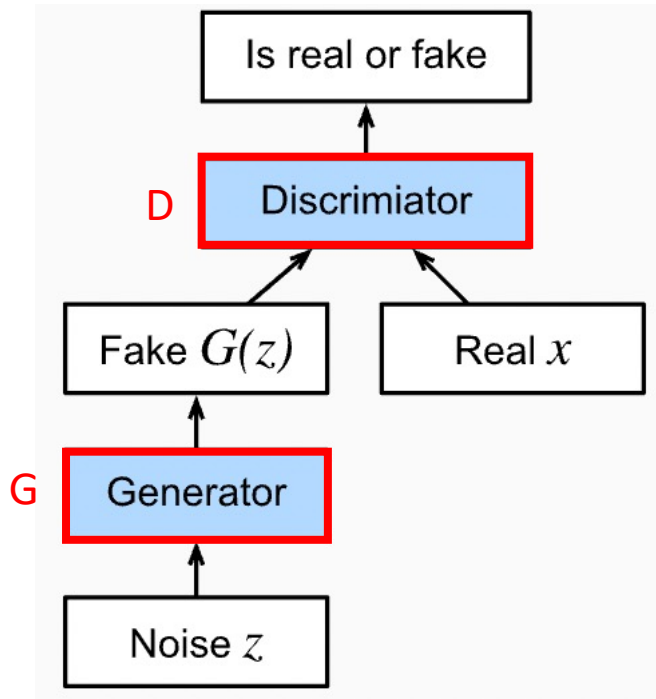 Is real or fake
D
Discrimiator
Fake G(z)
Real x
G
Generator
Noise z